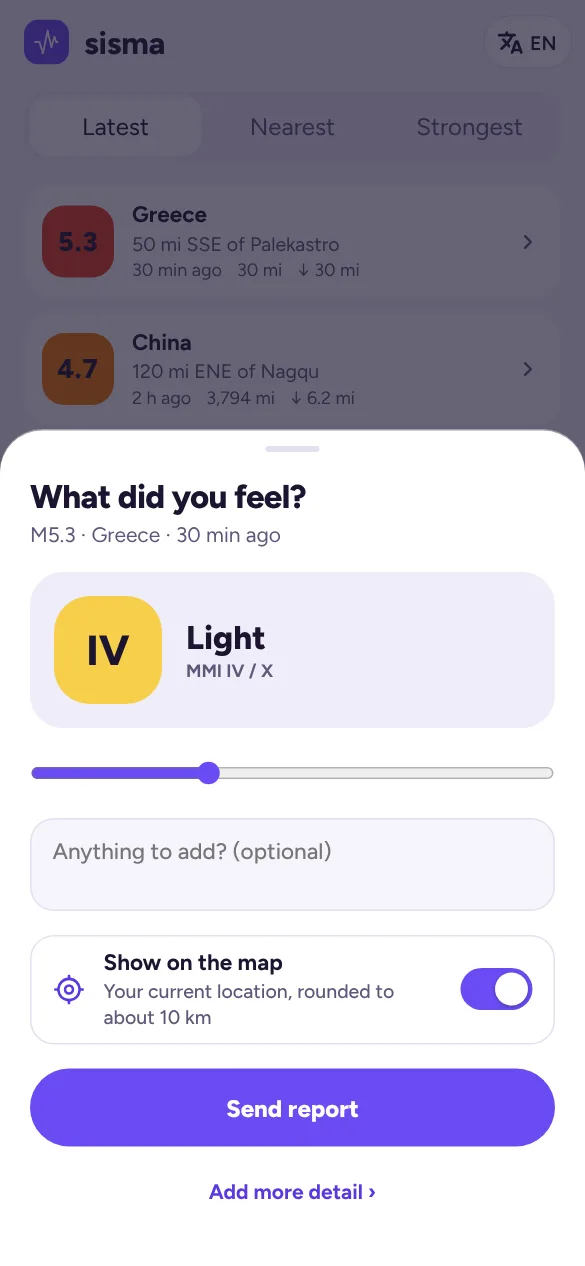 sisma
EN
Latest
Nearest
Strongest
5.3
Greece
50 mi SSE of Palekastro
30 min ago 30 mi ↓ 30 mi
4.7
China
120 mi ENE of Nagqu
2 h ago 3,794 mi ↓ 6.2 mi
What did you feel?
M5.3 · Greece · 30 min ago
IV
Light
MMI IV / X
Anything to add? (optional)
Show on the map
Your current location, rounded to
about 10 km
Send report
Add more detail ›